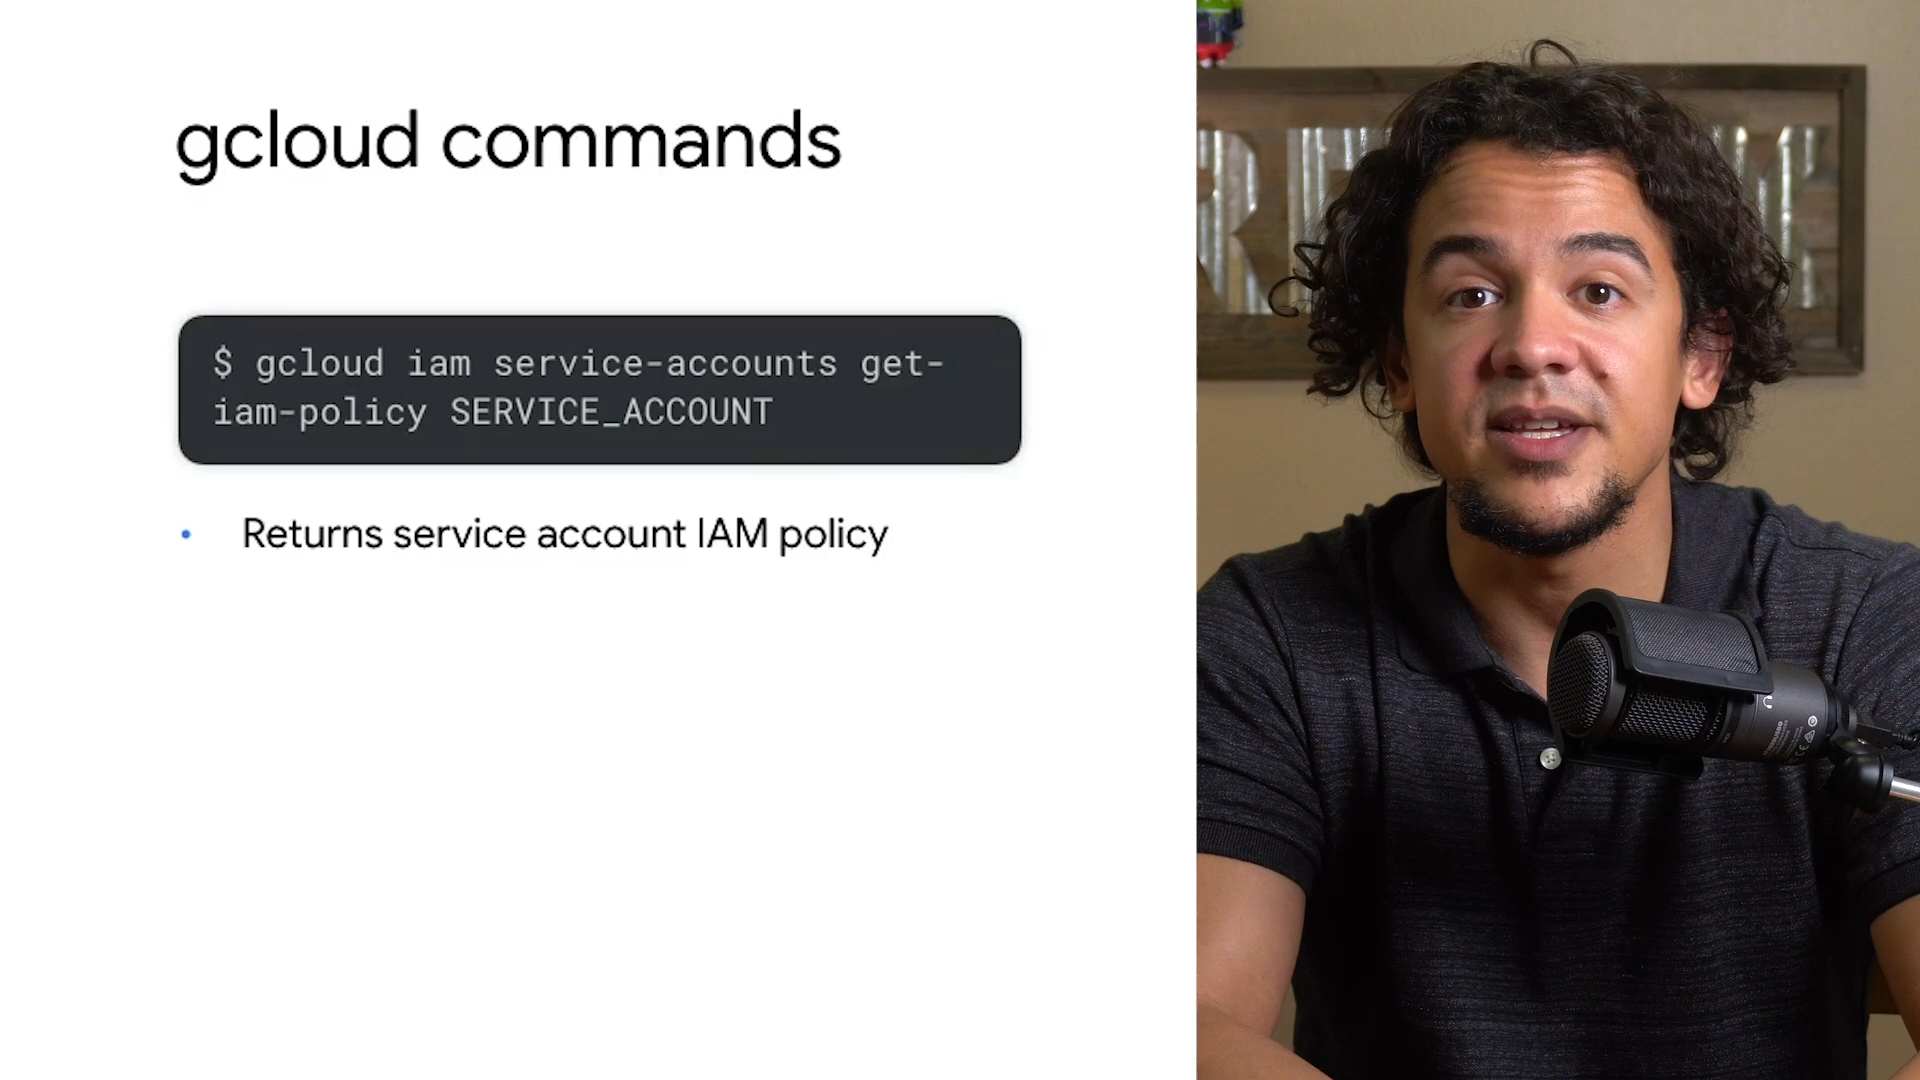 gcloud commands
$ gcloud iam service-accounts get-
iam-policy SERVICE_ACCOUNT
• Returns service account IAM policy